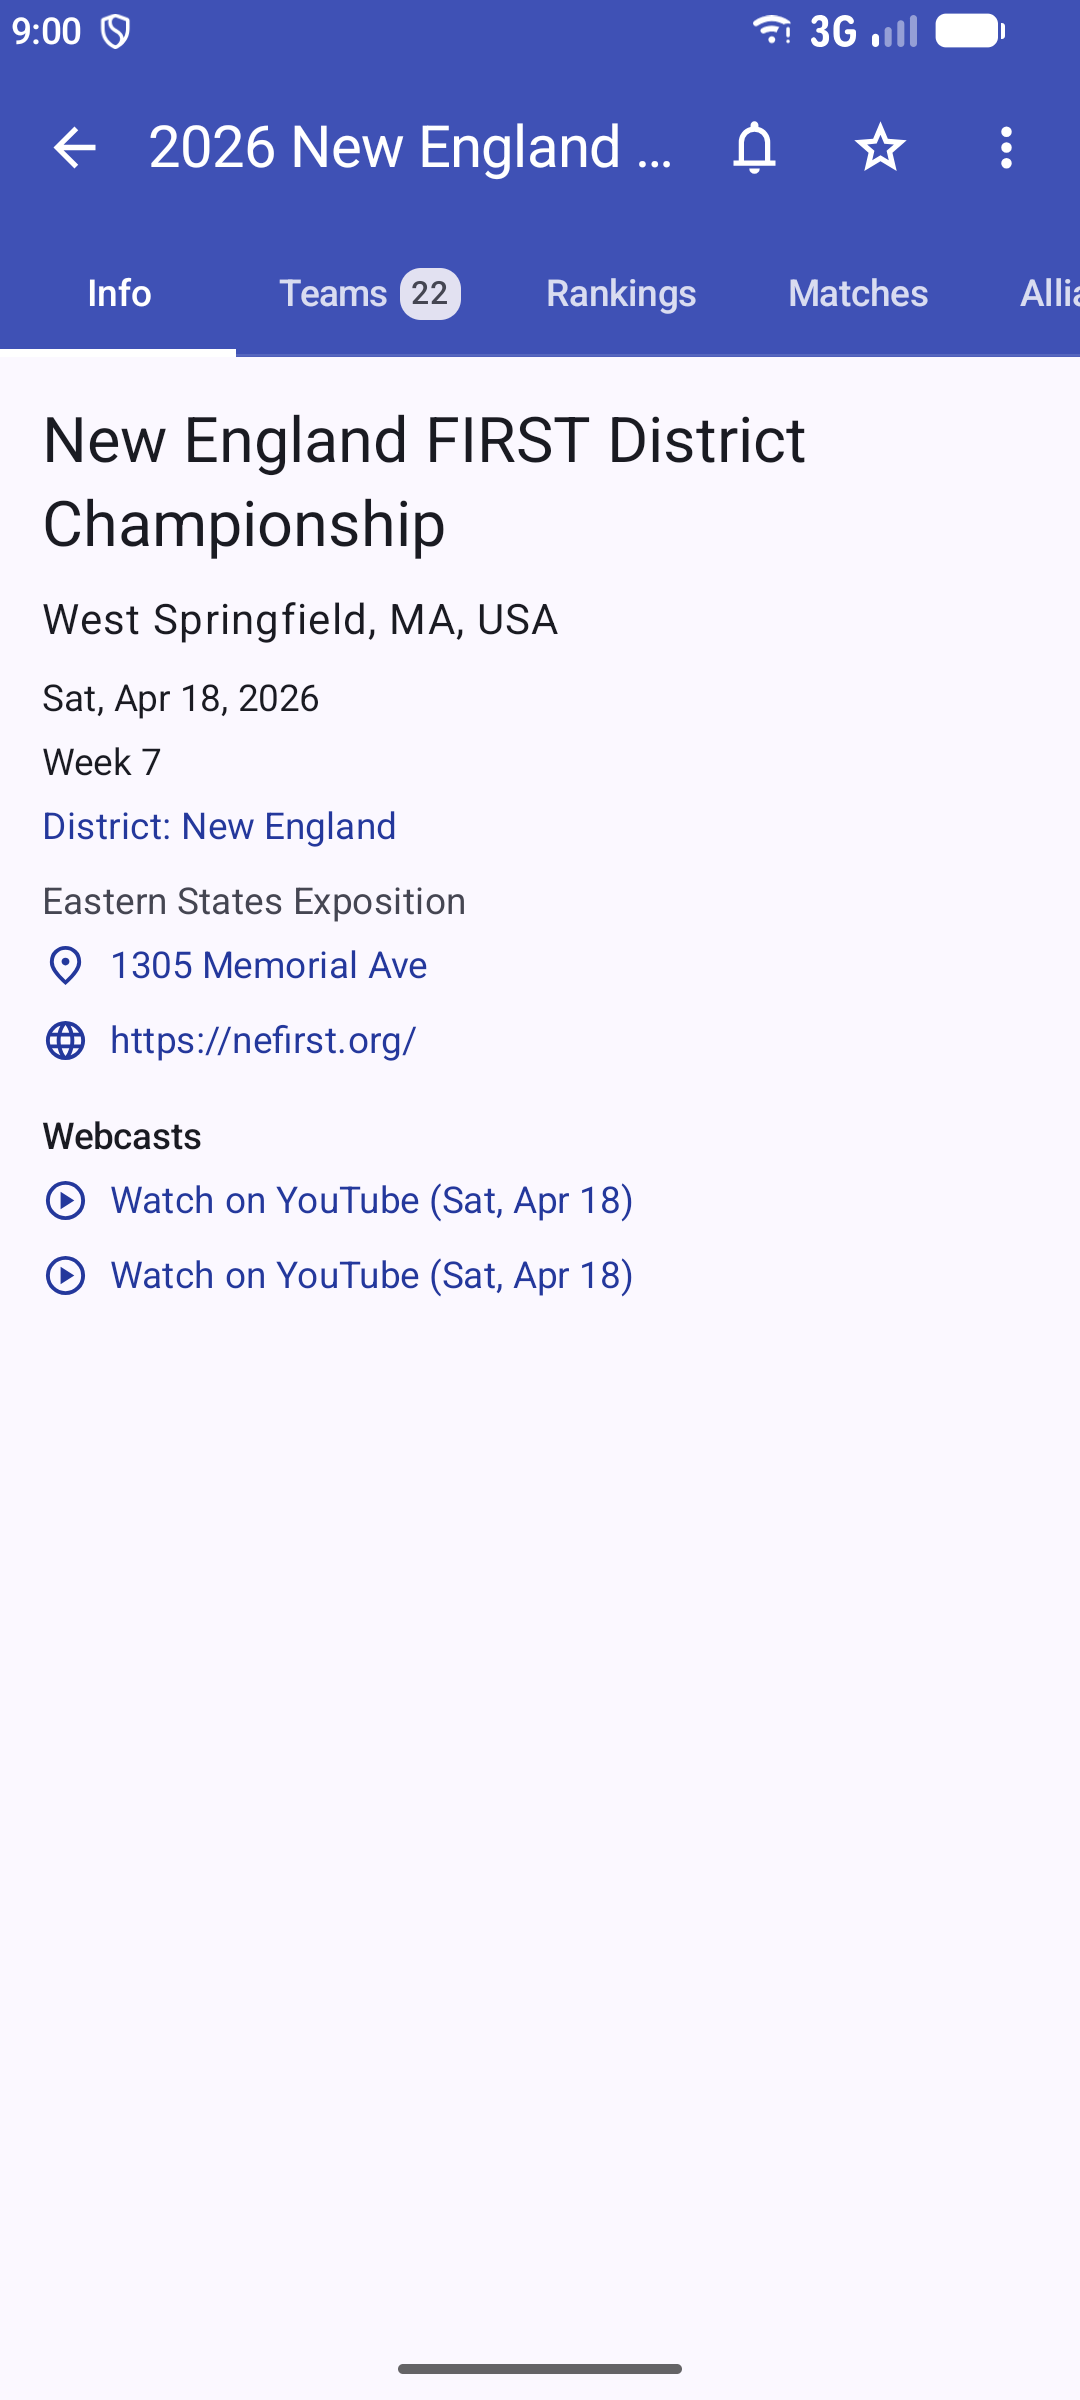 9:00
3G
2026 New England ...
Info
Teams 22
Rankings
Matches
Allia
New England FIRST District
Championship
West Springfield, MA, USA
Sat, Apr 18, 2026
Week 7
District: New England
Eastern States Exposition
1305 Memorial Ave
https://nefirst.org/
Webcasts
Watch on YouTube (Sat, Apr 18)
Watch on YouTube (Sat, Apr 18)